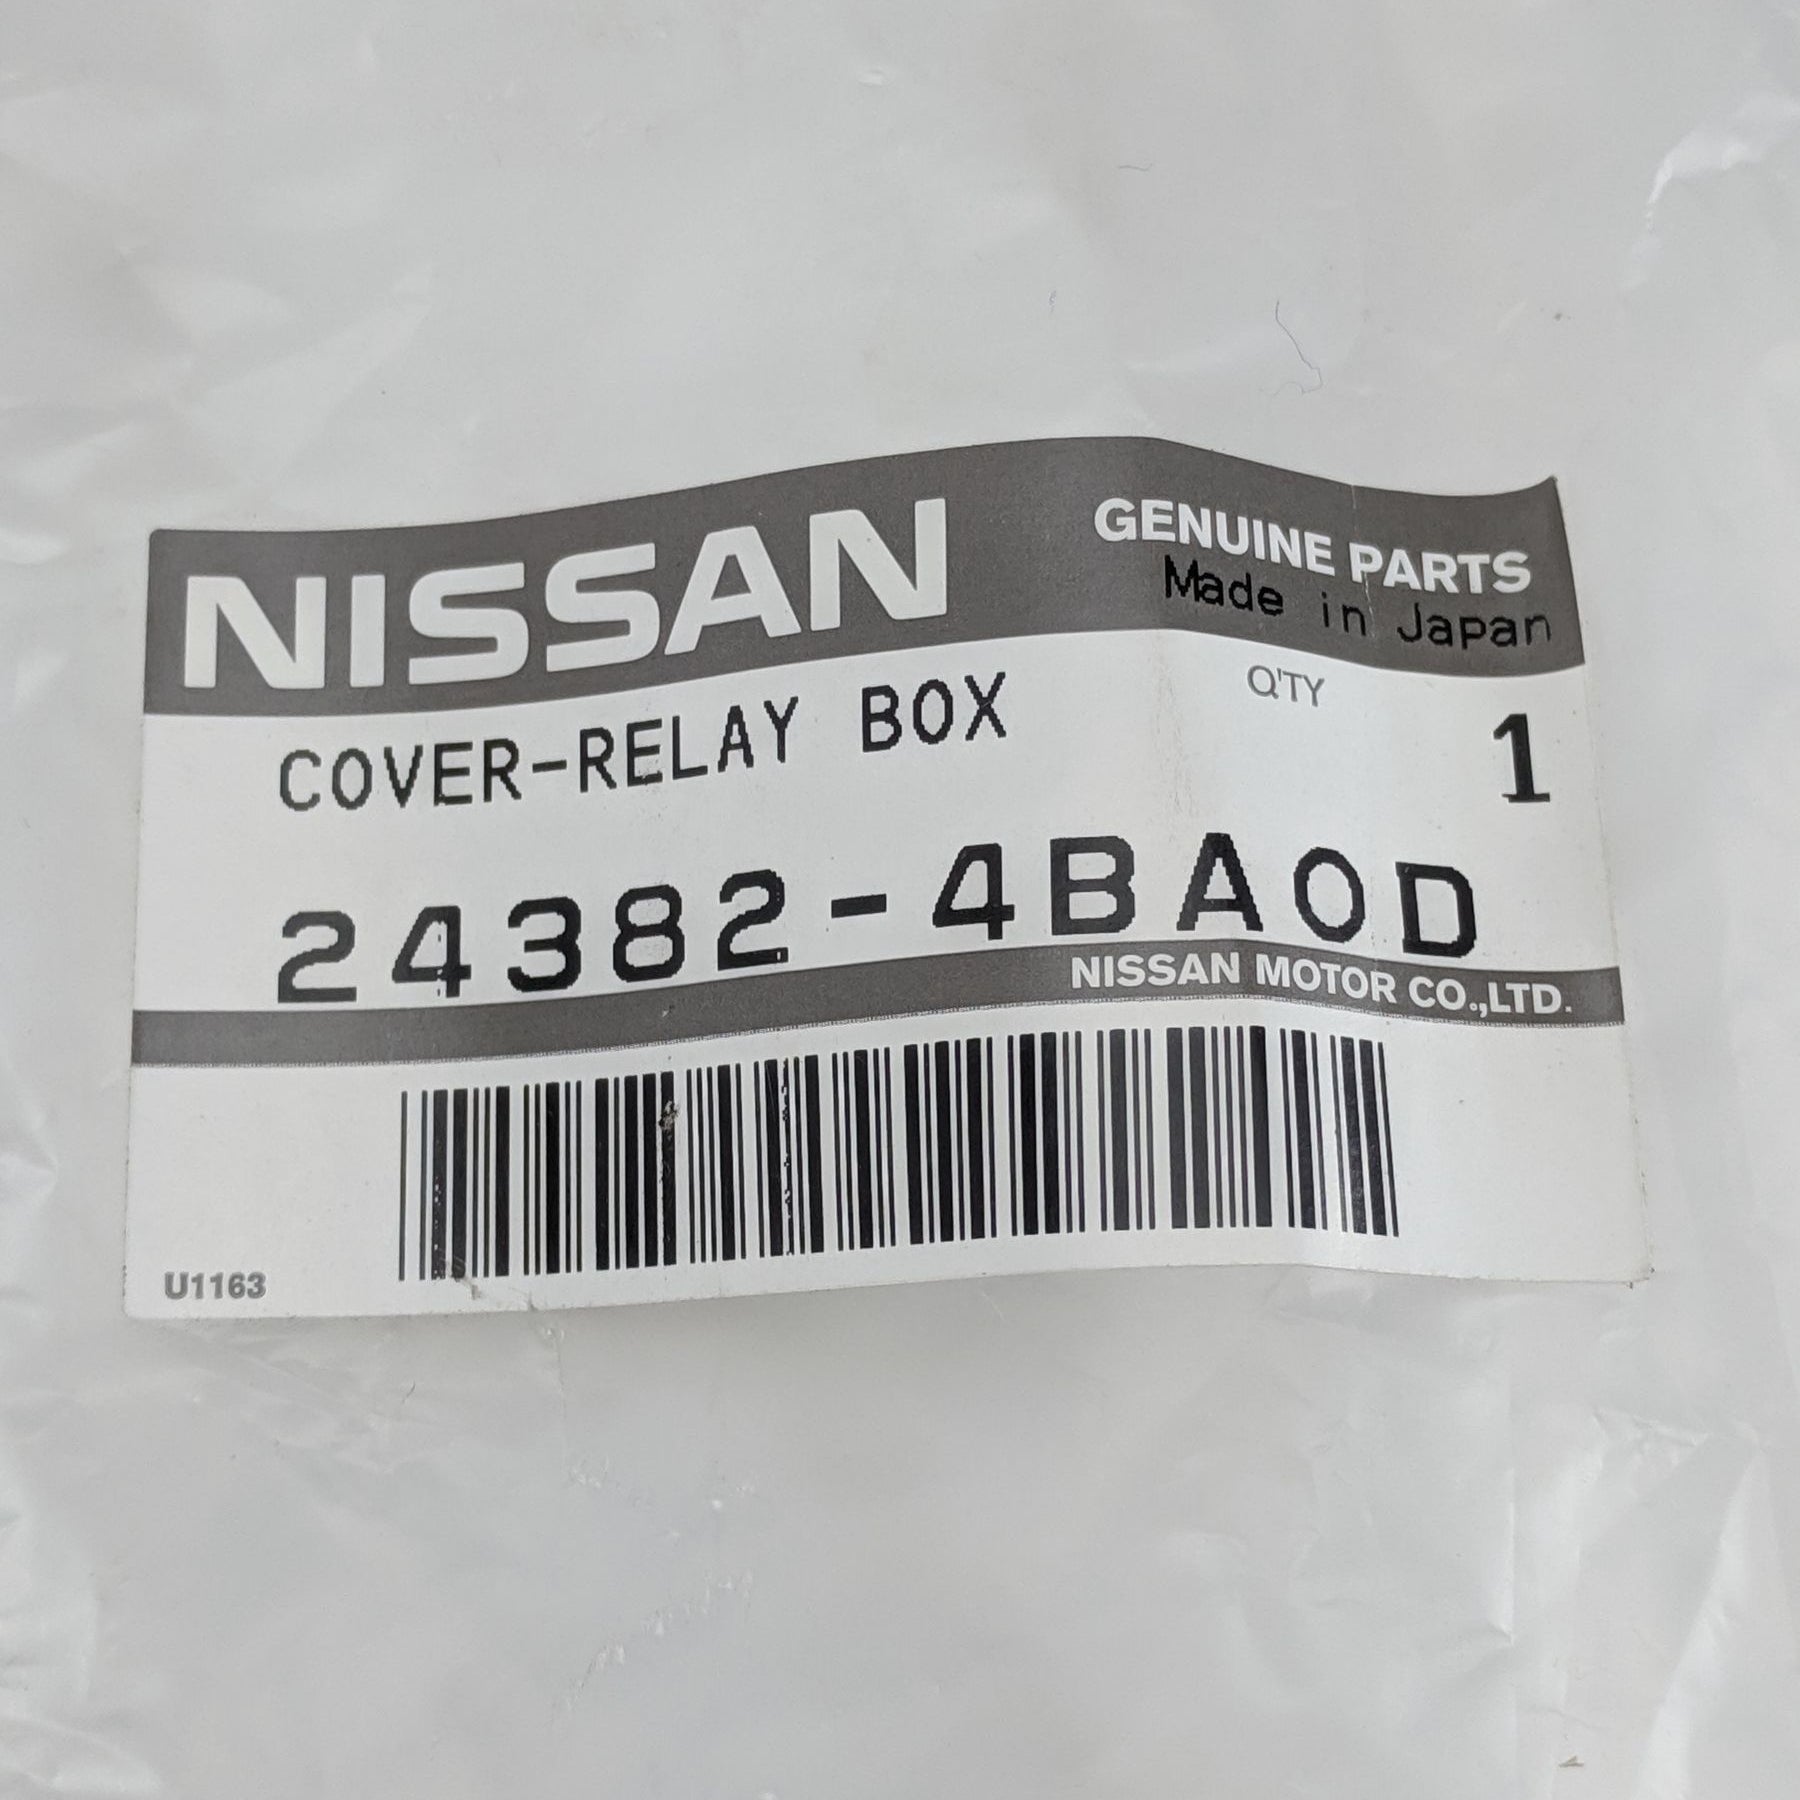 NISSAN
GENUINE PARTS
Made in Japan
COVER-RELAY BOX
Q'TY
1
24382-4BA0D
NISSAN MOTOR CO.,LTD.
U1163